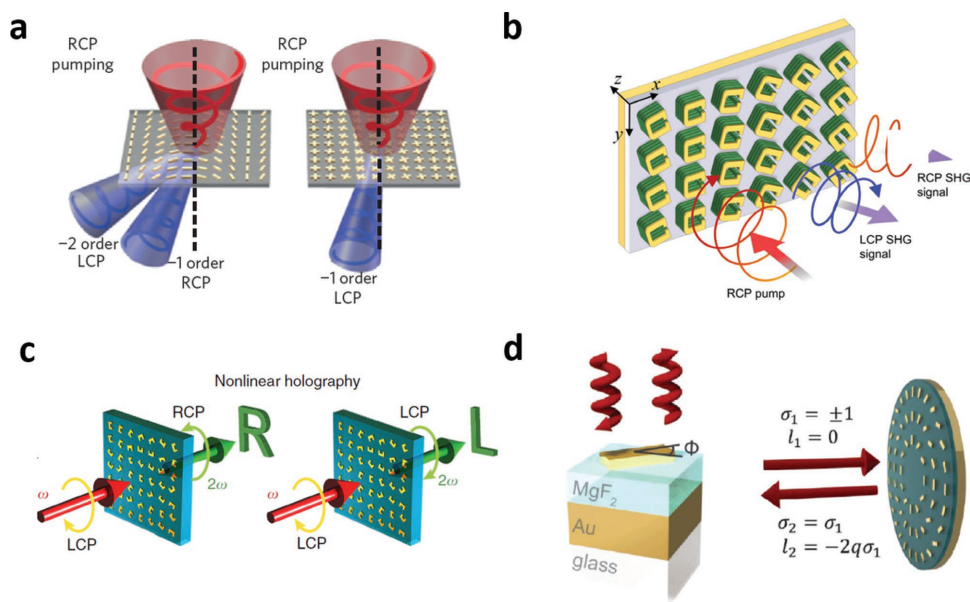 a
RCP
pumping
RCP
pumping
−2 order
LCP
−1 order
RCP
−1 order
LCP
b
z
x
y
RCP SHG
signal
LCP SHG
signal
RCP pump
c
Nonlinear holography
RCP
R
ω
2ω
LCP
LCP
L
ω
2ω
LCP
d
Φ
MgF₂
Au
glass
σ₁ = ±1
l₁ = 0
σ₂ = σ₁
l₂ = −2qσ₁